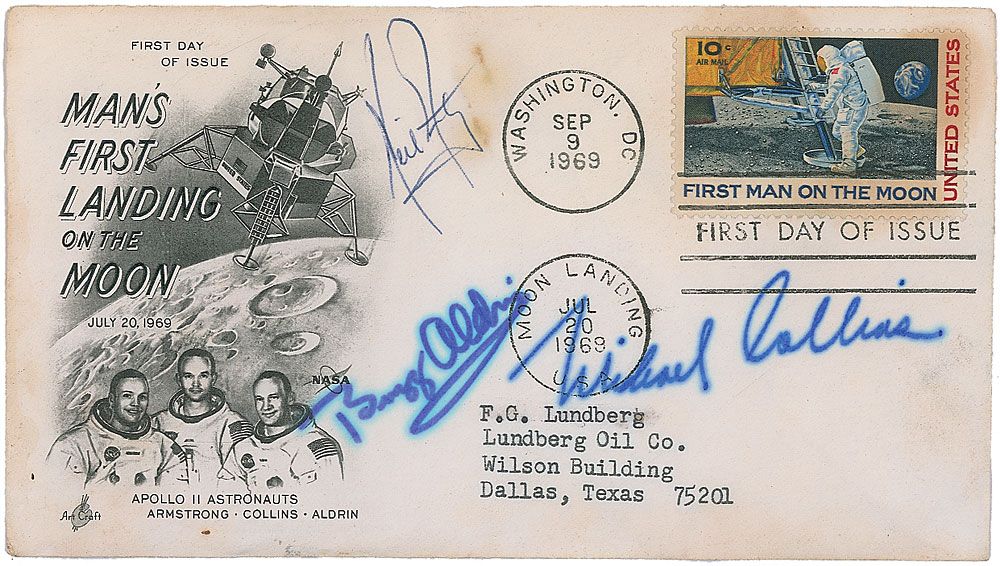 FIRST DAY
OF ISSUE
MAN'S
FIRST
LANDING
ON THE
MOON
JULY 20, 1969
NASA
APOLLO 11 ASTRONAUTS
ARMSTRONG · COLLINS · ALDRIN
Art Craft
Neil
WASHINGTON, DC
SEP
9
1969
10c
AIR MAIL
UNITED STATES
FIRST MAN ON THE MOON
FIRST DAY OF ISSUE
MOON LANDING
JUL
20
1969
USA
Buzz Aldrin
Michael Collins
F.G. Lundberg
Lundberg Oil Co.
Wilson Building
Dallas, Texas 75201